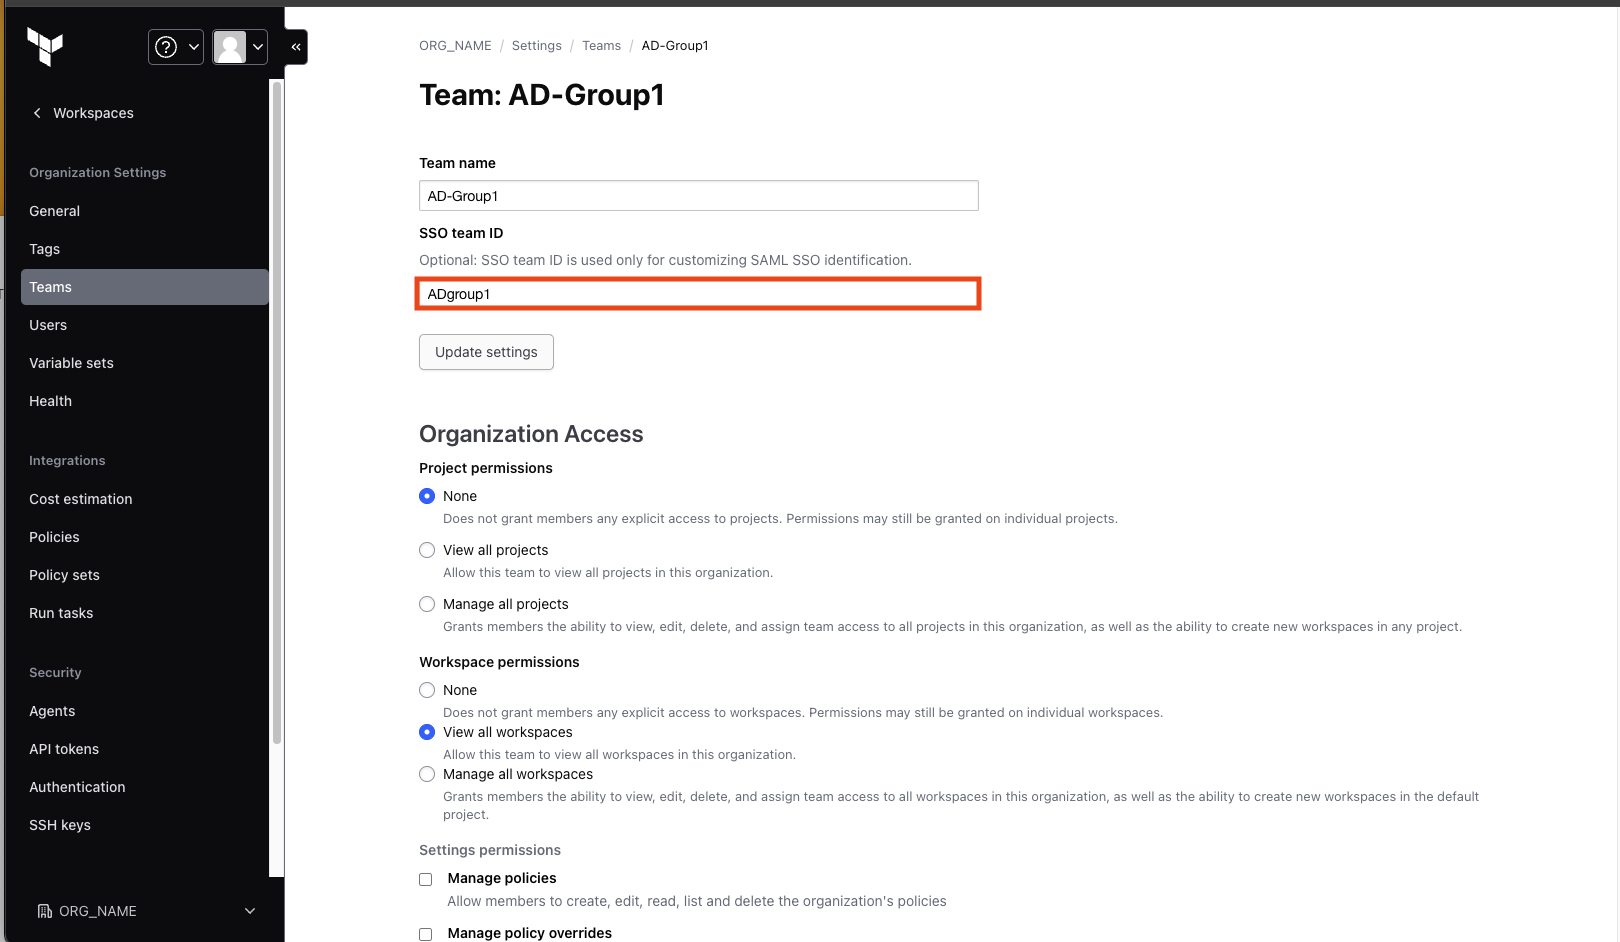 Workspaces
Organization Settings
General
Tags
Teams
Users
Variable sets
Health
Integrations
Cost estimation
Policies
Policy sets
Run tasks
Security
Agents
API tokens
Authentication
SSH keys
ORG_NAME
ORG_NAME / Settings / Teams / AD-Group1
Team: AD-Group1
Team name
AD-Group1
SSO team ID
Optional: SSO team ID is used only for customizing SAML SSO identification.
ADgroup1
Update settings
Organization Access
Project permissions
None
Does not grant members any explicit access to projects. Permissions may still be granted on individual projects.
View all projects
Allow this team to view all projects in this organization.
Manage all projects
Grants members the ability to view, edit, delete, and assign team access to all projects in this organization, as well as the ability to create new workspaces in any project.
Workspace permissions
None
Does not grant members any explicit access to workspaces. Permissions may still be granted on individual workspaces.
View all workspaces
Allow this team to view all workspaces in this organization.
Manage all workspaces
Grants members the ability to view, edit, delete, and assign team access to all workspaces in this organization, as well as the ability to create new workspaces in the default
project.
Settings permissions
Manage policies
Allow members to create, edit, read, list and delete the organization's policies
Manage policy overrides